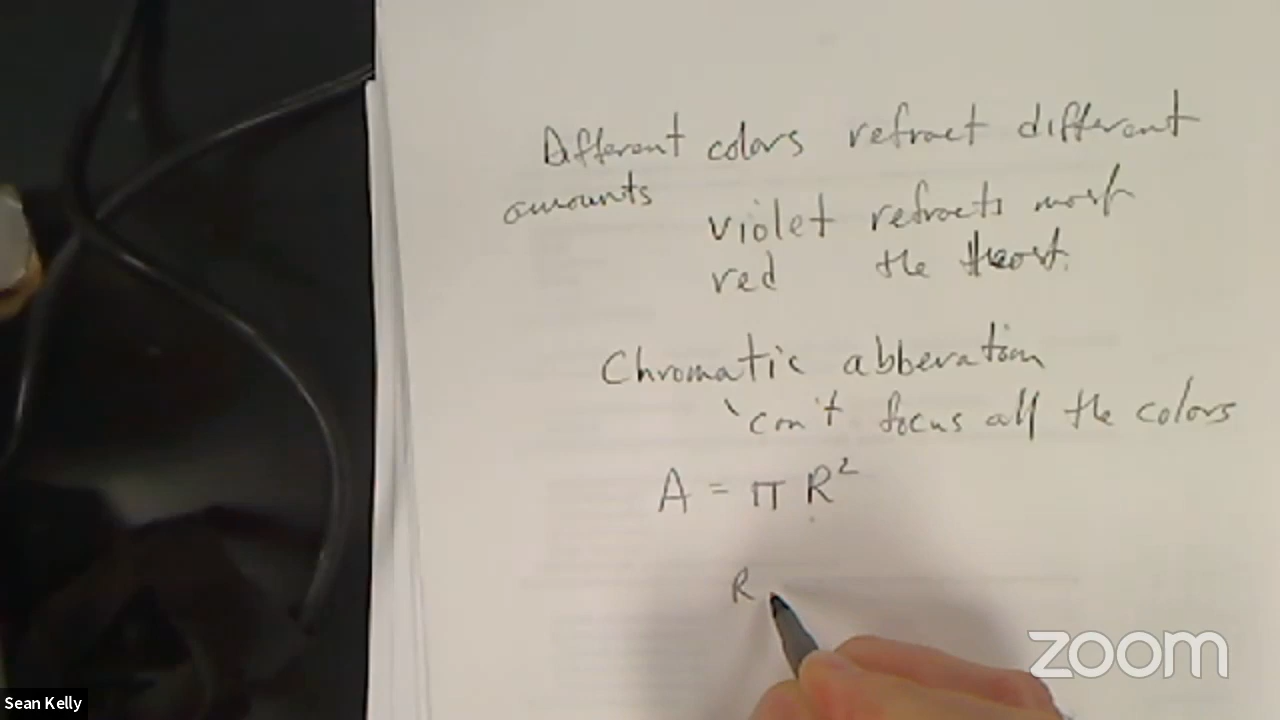 Different colors refract different
amounts
violet refracts most
red the least.
Chromatic abberation
can't focus all the colors
A = π R²
R
zoom
Sean Kelly